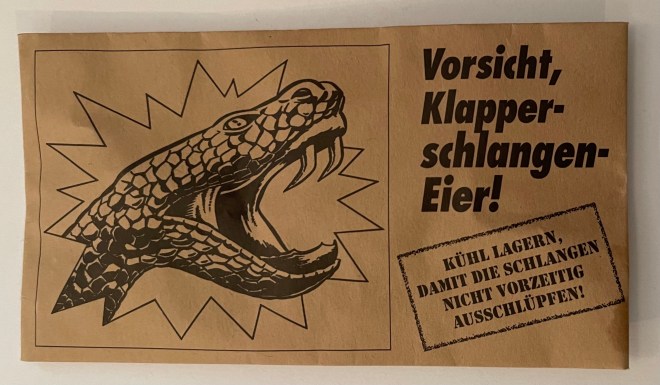 Vorsicht,
Klapper-
schlangen-
Eier!
KÜHL LAGERN,
DAMIT DIE SCHLANGEN
NICHT VORZEITIG
AUSSCHLÜPFEN!